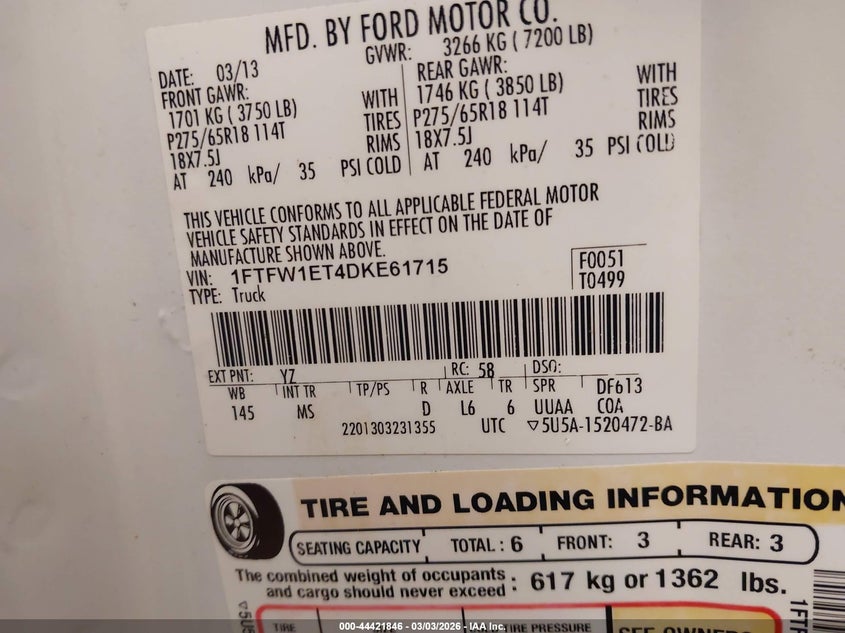 MFD. BY FORD MOTOR CO.
DATE: 03/13 GVWR: 3266 KG ( 7200 LB)
FRONT GAWR: REAR GAWR:
1701 KG ( 3750 LB) WITH 1746 KG ( 3850 LB) WITH
P275/65R18 114T TIRES P275/65R18 114T TIRES
18X7.5J RIMS 18X7.5J RIMS
AT 240 kPa/ 35 PSI COLD AT 240 kPa/ 35 PSI COLD
THIS VEHICLE CONFORMS TO ALL APPLICABLE FEDERAL MOTOR
VEHICLE SAFETY STANDARDS IN EFFECT ON THE DATE OF
MANUFACTURE SHOWN ABOVE.
VIN: 1FTFW1ET4DKE61715 F0051
TYPE: Truck T0499
EXT PNT: YZ RC: 58 DSO:
WB INT TR TP/PS R AXLE TR SPR DF613
145 MS D L6 6 UUAA COA
2201303231355 UTC ▽5U5A-1520472-BA
TIRE AND LOADING INFORMATION
SEATING CAPACITY TOTAL : 6 FRONT: 3 REAR: 3
The combined weight of occupants
and cargo should never exceed : 617 kg or 1362 lbs.
TIRE TIRE PRESSURE SEE OWNERS
000-44421846 - 03/03/2026 - IAA Inc.